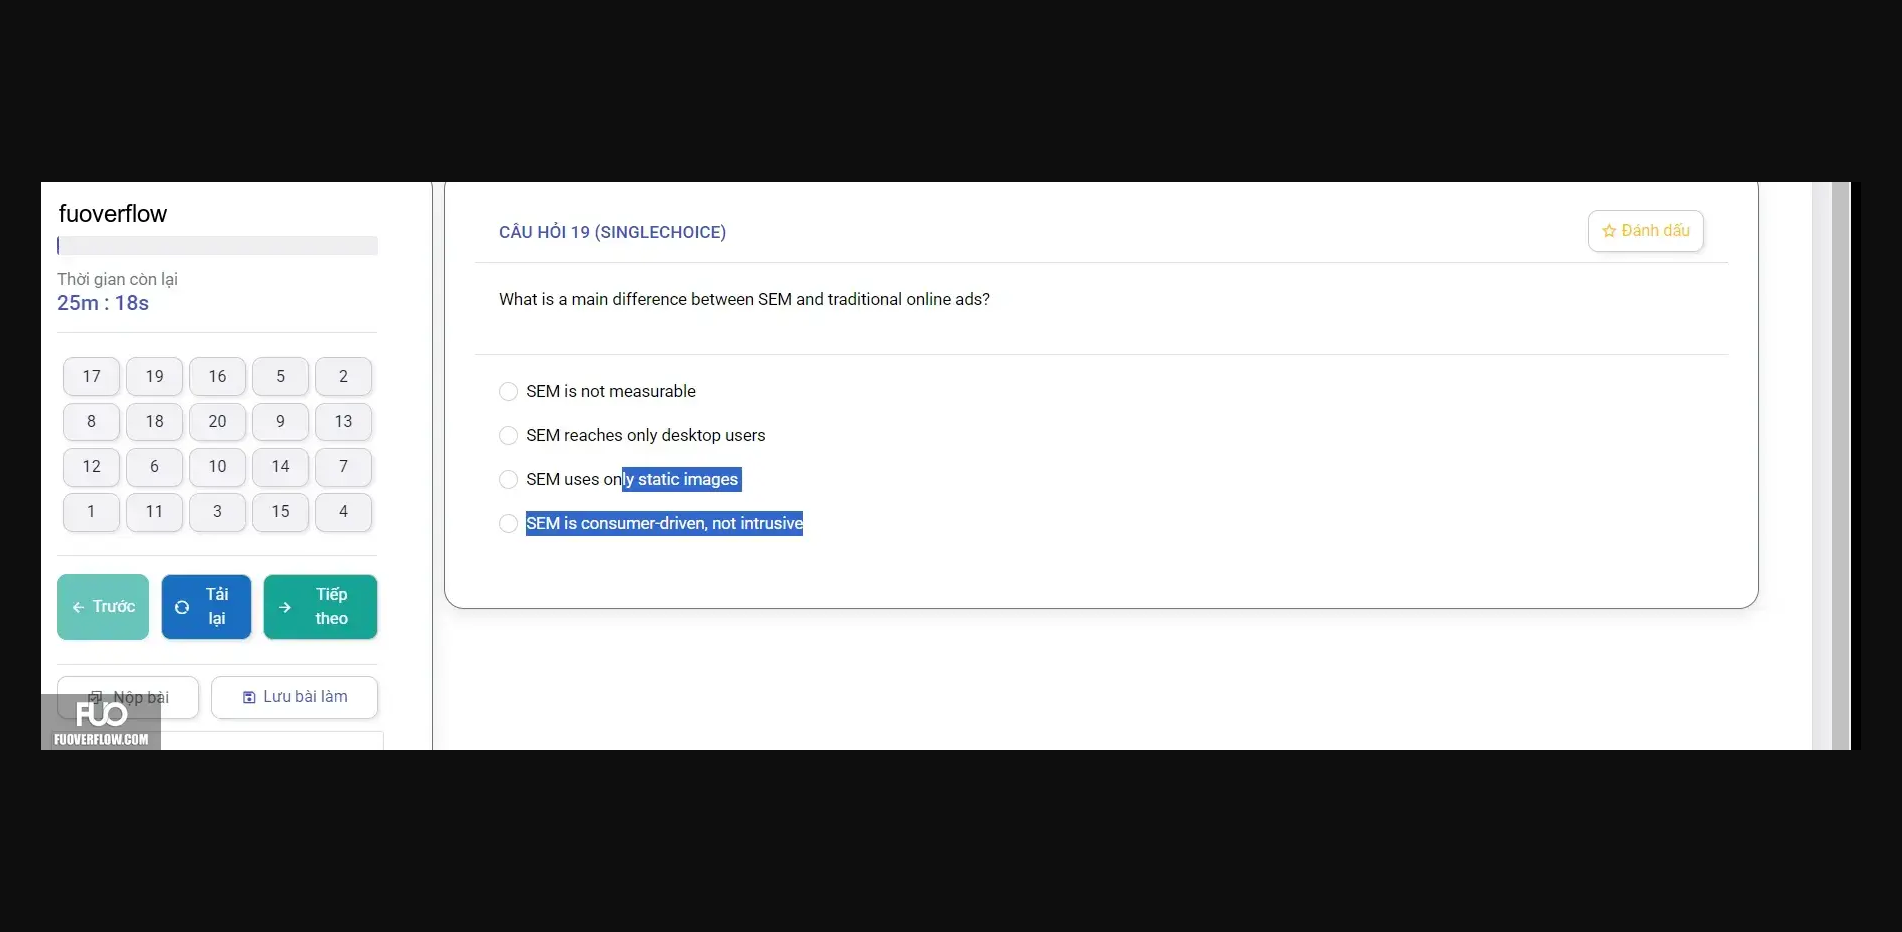 fuoverflow
Thời gian còn lại
25m : 18s
17 19 16 5 2
8 18 20 9 13
12 6 10 14 7
1 11 3 15 4
← Trước
Tải lại
→ Tiếp theo
Nộp bài
Lưu bài làm
FUO
FUOVERFLOW.COM
CÂU HỎI 19 (SINGLECHOICE)
Đánh dấu
What is a main difference between SEM and traditional online ads?
SEM is not measurable
SEM reaches only desktop users
SEM uses only static images
SEM is consumer-driven, not intrusive